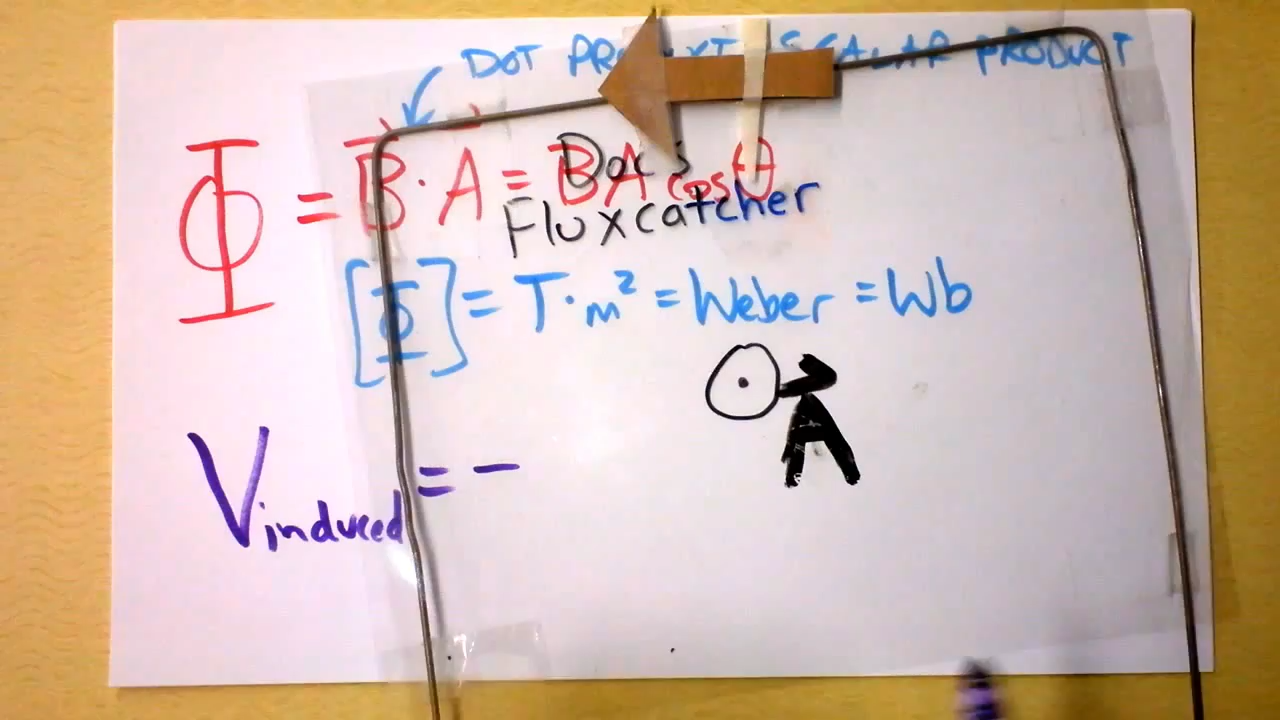 DOT PRODUCT SCALAR PRODUCT
Φ = B · A = BA cos θ
Doc's
Fluxcatcher
[Φ] = T · m² = Weber = Wb
A
V induced = −